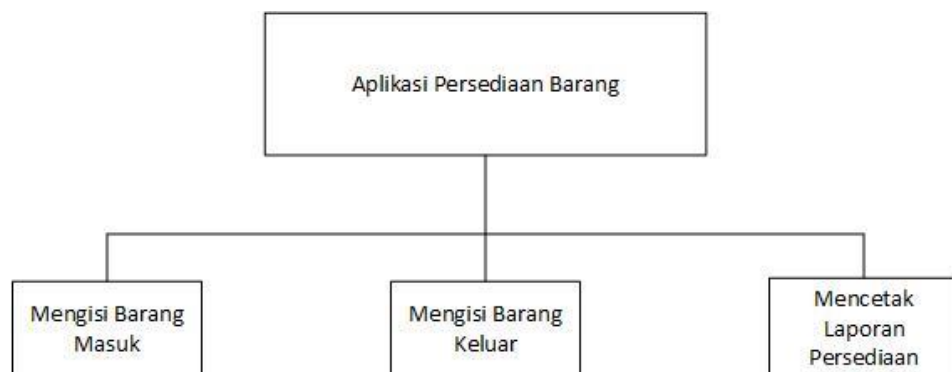 Aplikasi Persediaan Barang
Mengisi Barang
Masuk
Mengisi Barang
Keluar
Mencetak
Laporan
Persediaan